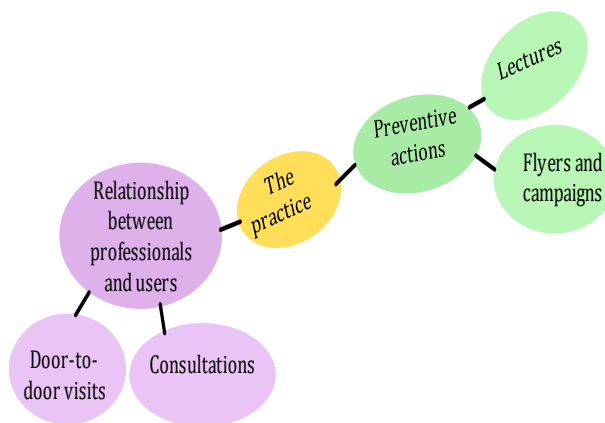 Lectures
Preventive
actions
Flyers and
campaigns
The
practice
Relationship
between
professionals
and users
Door-to-
door visits
Consultations